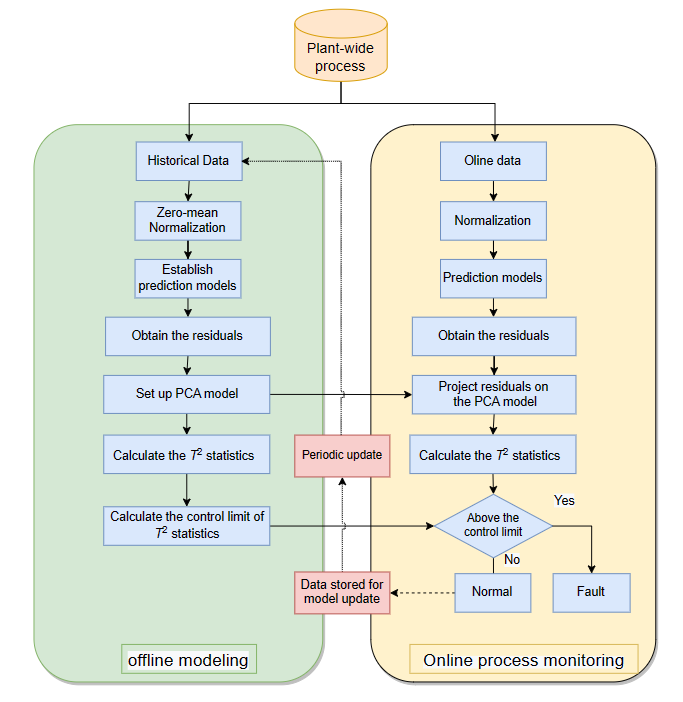 Plant-wide
process
Historical Data
Zero-mean
Normalization
Establish
prediction models
Obtain the residuals
Set up PCA model
Calculate the T² statistics
Calculate the control limit of
T² statistics
offline modeling
Periodic update
Data stored for
model update
Oline data
Normalization
Prediction models
Obtain the residuals
Project residuals on
the PCA model
Calculate the T² statistics
Above the
control limit
Yes
No
Normal
Fault
Online process monitoring